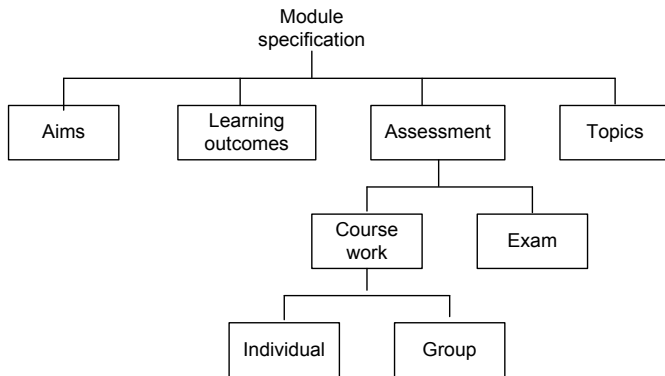 Module
specification
Aims
Learning
outcomes
Assessment
Topics
Course
work
Exam
Individual
Group